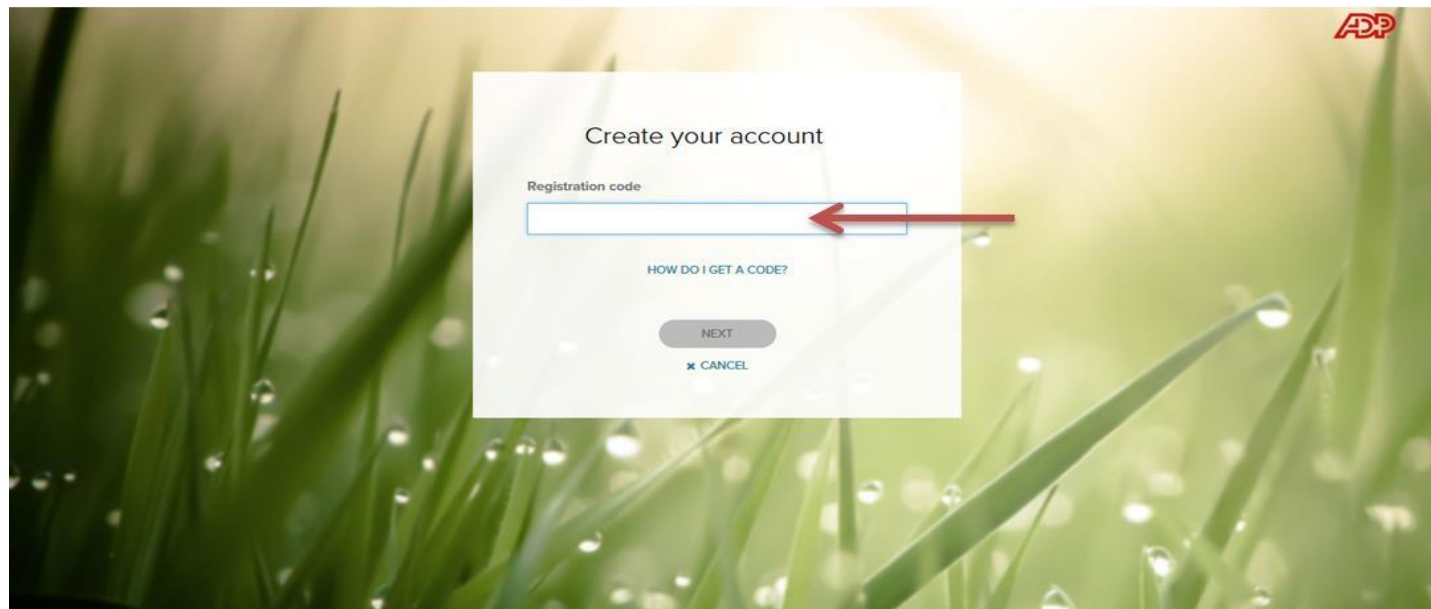 ADP
Create your account
Registration code
HOW DO I GET A CODE?
NEXT
× CANCEL